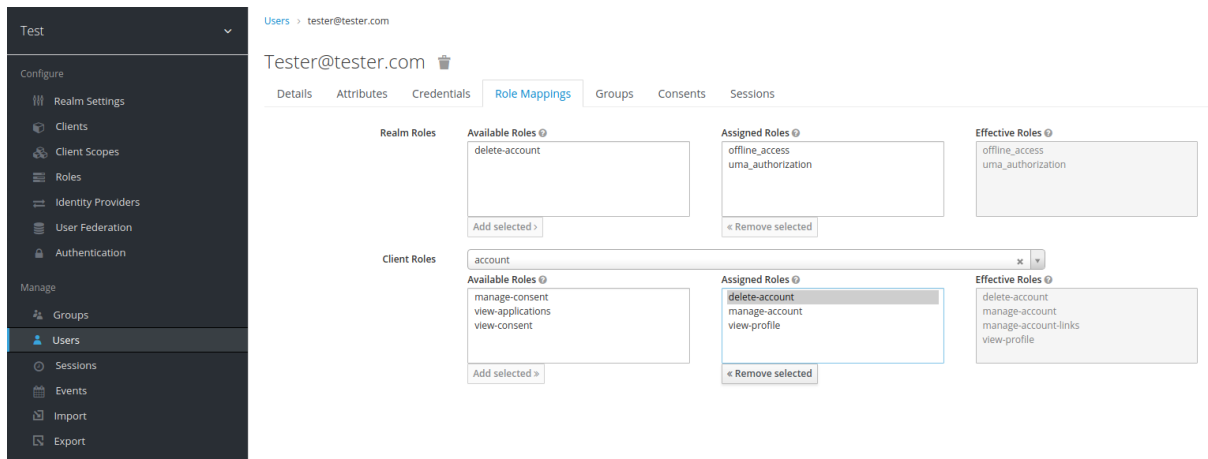 Test
Users > tester@tester.com
Configure
Realm Settings
Clients
Client Scopes
Roles
Identity Providers
User Federation
Authentication
Manage
Groups
Users
Sessions
Events
Import
Export
Tester@tester.com
Details Attributes Credentials Role Mappings Groups Consents Sessions
Realm Roles
Available Roles
delete-account
Add selected >
Assigned Roles
offline_access
uma_authorization
« Remove selected
Effective Roles
offline_access
uma_authorization
Client Roles
account
Available Roles
manage-consent
view-applications
view-consent
Add selected »
Assigned Roles
delete-account
manage-account
view-profile
« Remove selected
Effective Roles
delete-account
manage-account
manage-account-links
view-profile